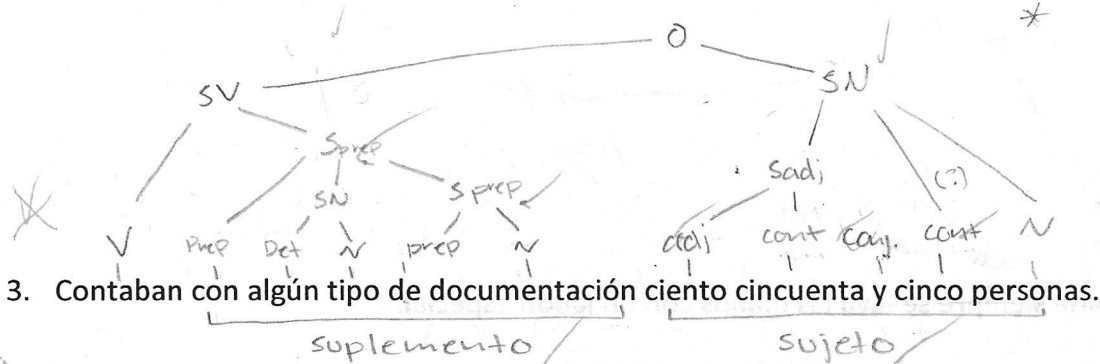 O
SV SN
Sprep
Sadj (?)
SN Sprep
V Prep Det N prep N adj cont conj. cont N
3. Contaban con algún tipo de documentación ciento cincuenta y cinco personas.
suplemento sujeto